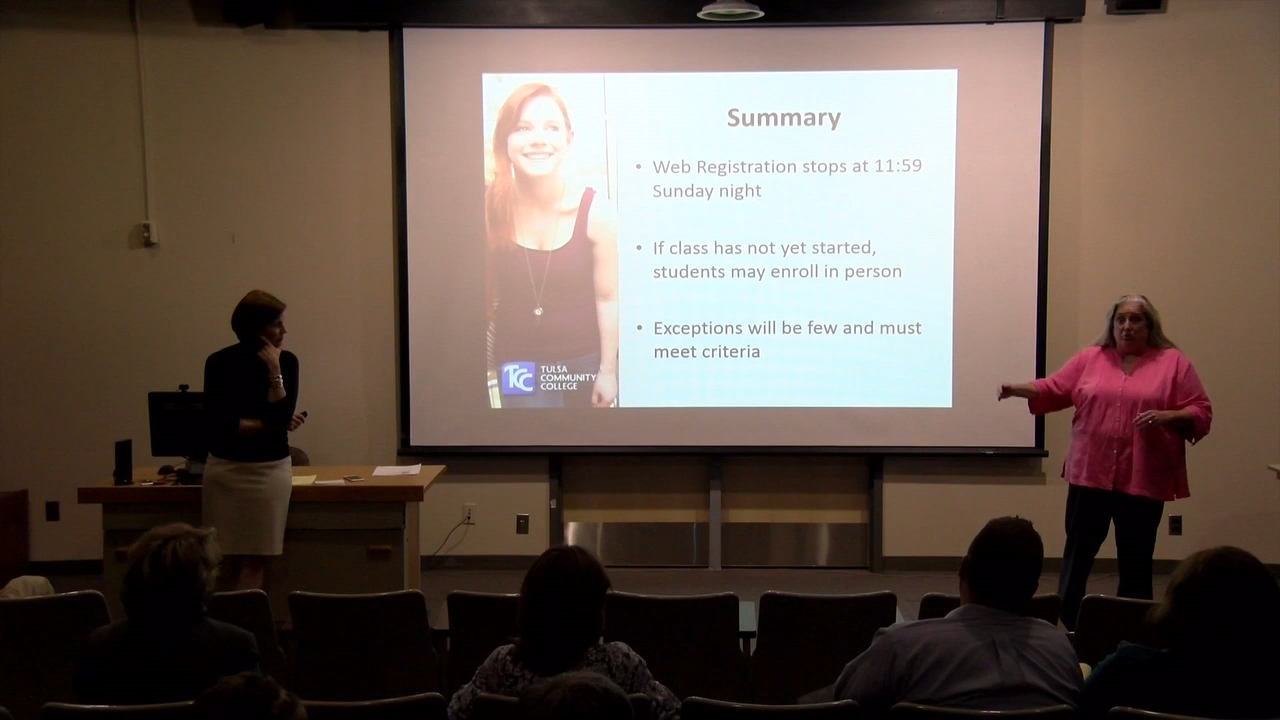 Summary
• Web Registration stops at 11:59
Sunday night
• If class has not yet started,
students may enroll in person
• Exceptions will be few and must
meet criteria
TCC
TULSA
COMMUNITY
COLLEGE